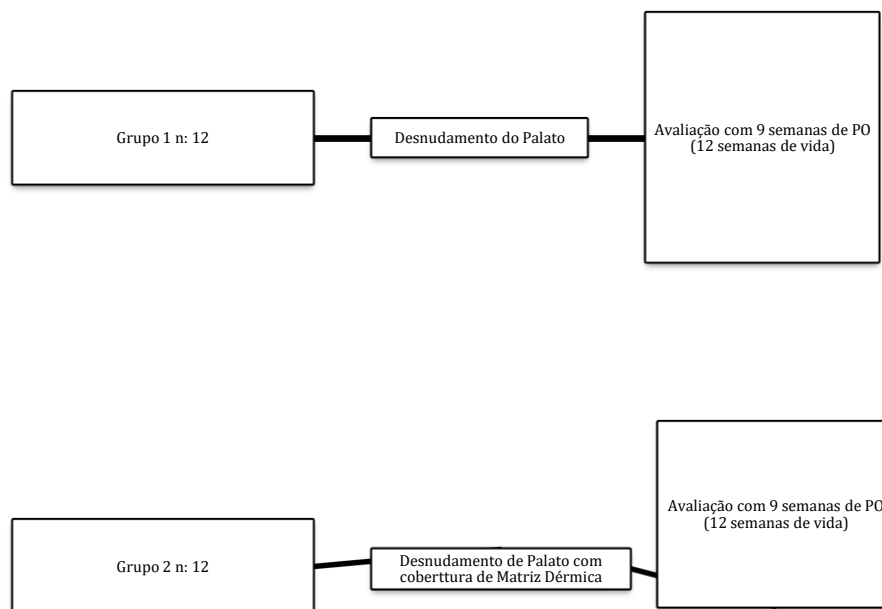 Grupo 1 n: 12
Desnudamento do Palato
Avaliação com 9 semanas de PO
(12 semanas de vida)
Grupo 2 n: 12
Desnudamento de Palato com
coberttura de Matriz Dérmica
Avaliação com 9 semanas de PO
(12 semanas de vida)